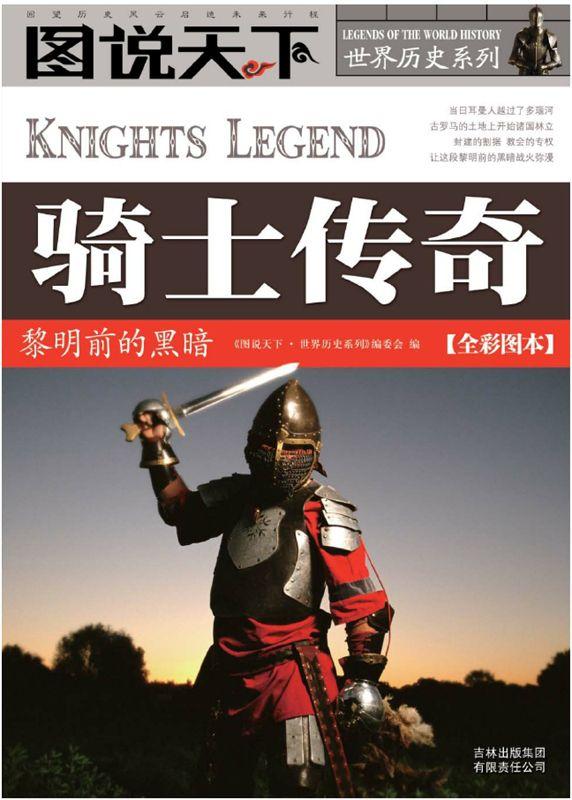 回望历史风云启迪未来行程
图说天下
LEGENDS OF THE WORLD HISTORY
世界历史系列
KNIGHTS LEGEND
当日耳曼人越过了多瑙河
古罗马的土地上开始诸国林立
封建的割据 教会的专权
让这段黎明前的黑暗战火弥漫
骑士传奇
黎明前的黑暗 《图说天下·世界历史系列》编委会 编 【全彩图本】
吉林出版集团
有限责任公司